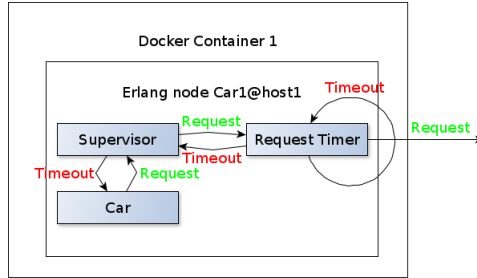 Docker Container 1
Erlang node Car1@host1
Timeout
Request
Request
Supervisor
Request Timer
Timeout
Timeout
Request
Car